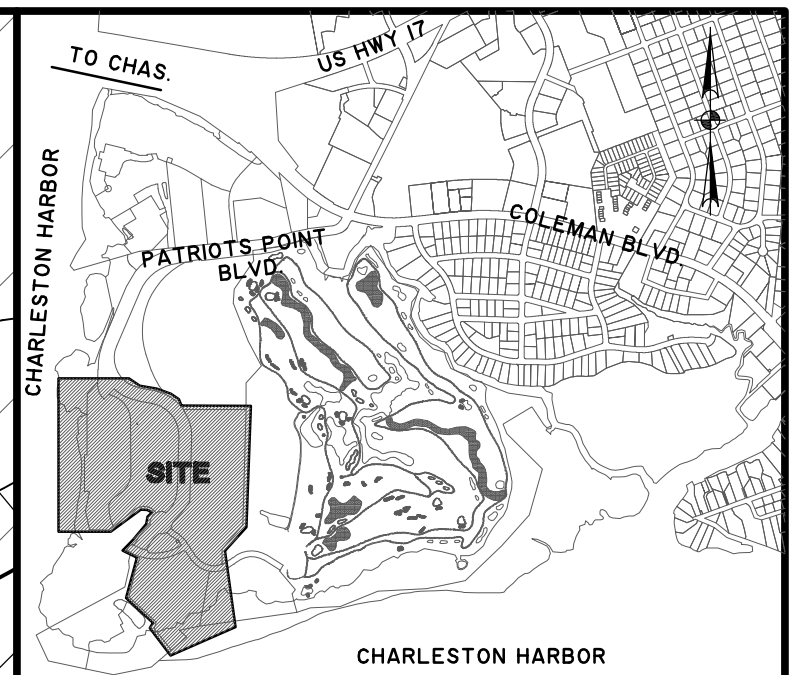 US HWY 17
TO CHAS.
CHARLESTON HARBOR
COLEMAN BLVD.
PATRIOTS POINT
BLVD.
SITE
CHARLESTON HARBOR